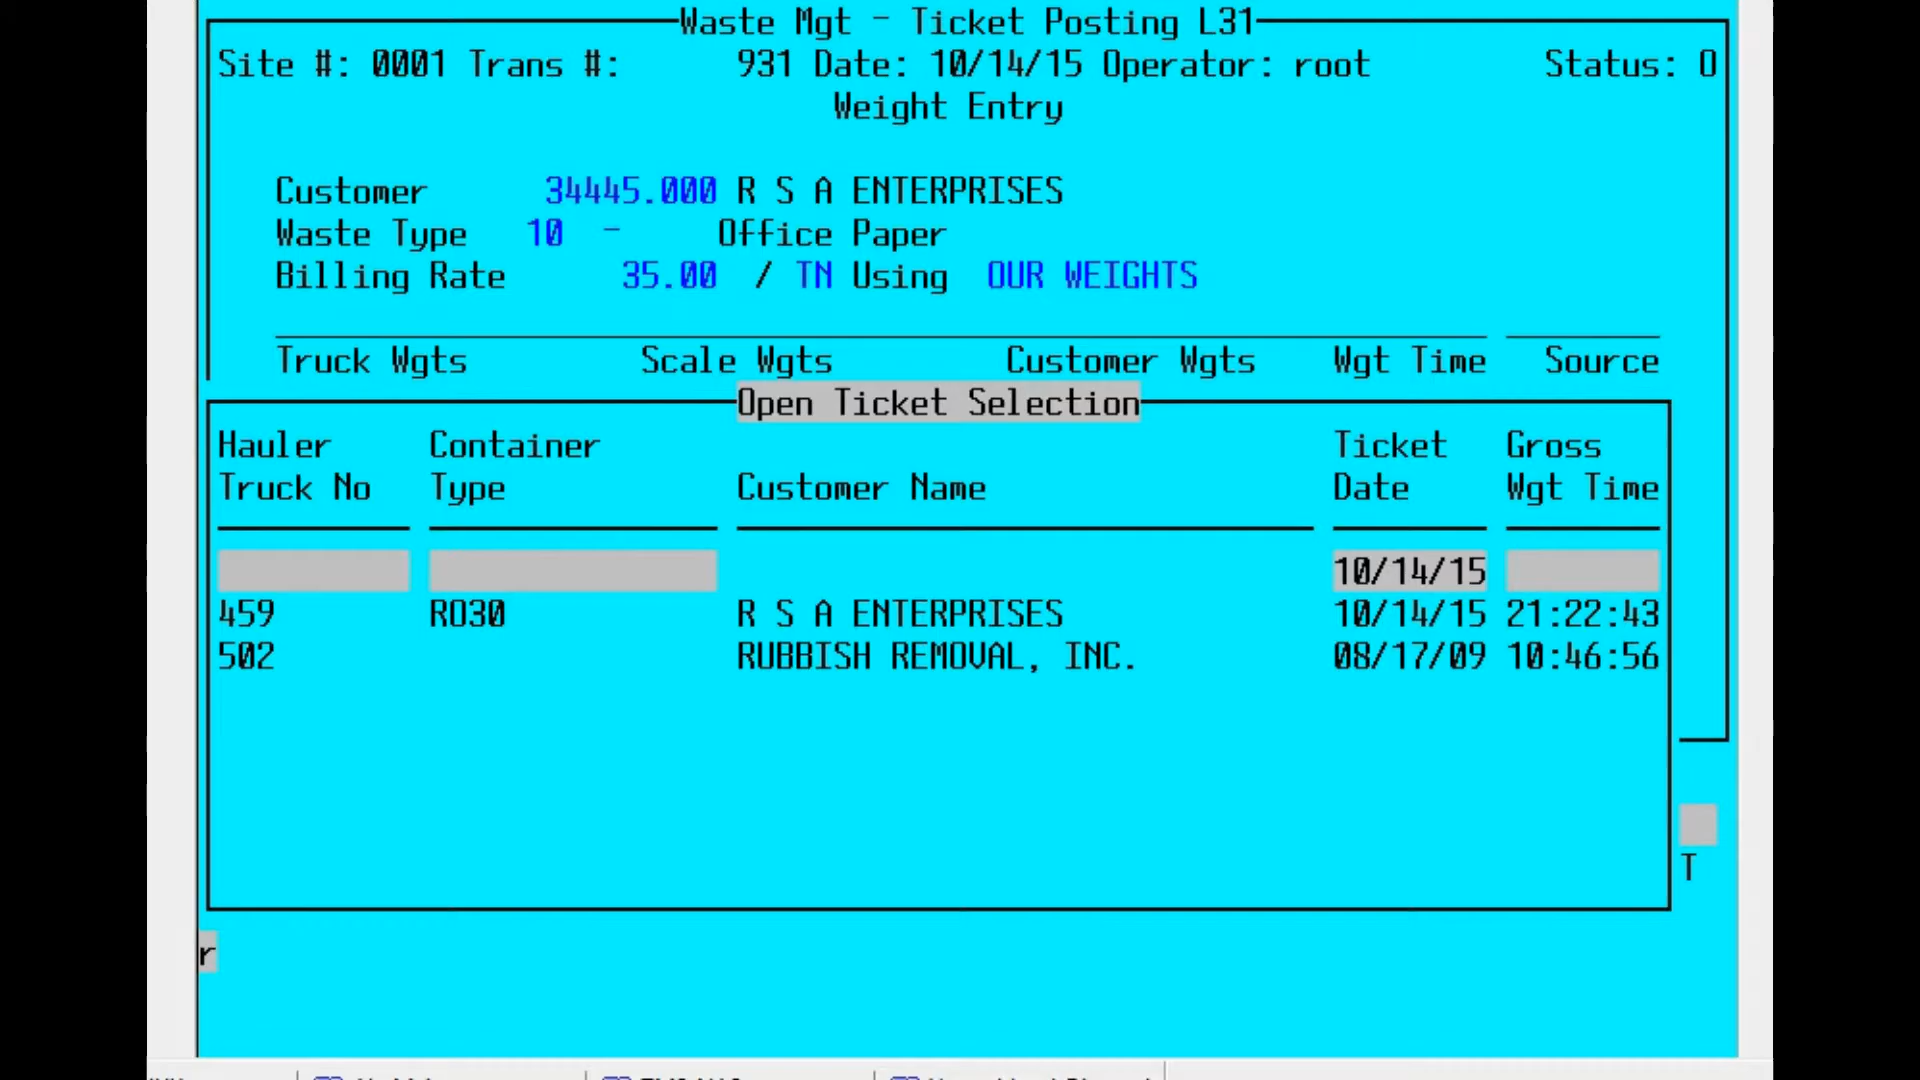 Waste Mgt - Ticket Posting L31
Site #: 0001 Trans #: 931 Date: 10/14/15 Operator: root Status: O
Weight Entry
Customer 34445.000 R S A ENTERPRISES
Waste Type 10 - Office Paper
Billing Rate 35.00 / TN Using OUR WEIGHTS
Truck Wgts Scale Wgts Customer Wgts Wgt Time Source
Open Ticket Selection
Hauler Container Ticket Gross
Truck No Type Customer Name Date Wgt Time
10/14/15
459 RO30 R S A ENTERPRISES 10/14/15 21:22:43
502 RUBBISH REMOVAL, INC. 08/17/09 10:46:56
T
r